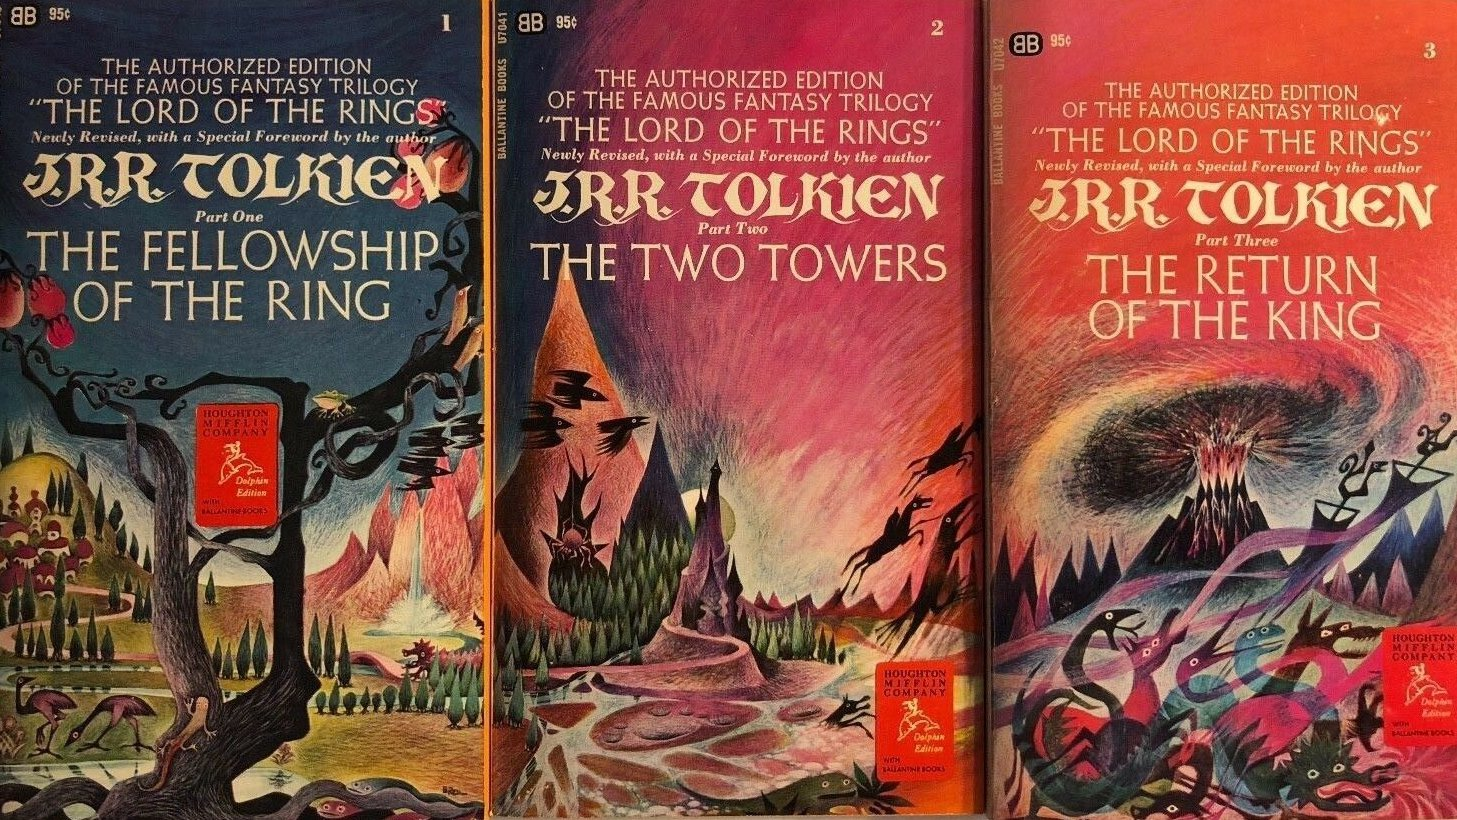 BB 95¢
1
THE AUTHORIZED EDITION
OF THE FAMOUS FANTASY TRILOGY
"THE LORD OF THE RINGS"
Newly Revised, with a Special Foreword by the author
J.R.R. TOLKIEN
Part One
THE FELLOWSHIP
OF THE RING
HOUGHTON
MIFFLIN
COMPANY
Dolphin
Edition
WITH
BALLANTINE BOOKS
BRO
BALLANTINE BOOKS U7041
BB 95¢
2
THE AUTHORIZED EDITION
OF THE FAMOUS FANTASY TRILOGY
"THE LORD OF THE RINGS"
Newly Revised, with a Special Foreword by the author
J.R.R. TOLKIEN
Part Two
THE TWO TOWERS
HOUGHTON
MIFFLIN
COMPANY
Dolphin
Edition
WITH
BALLANTINE BOOKS
BALLANTINE BOOKS U7042
BB 95¢
3
THE AUTHORIZED EDITION
OF THE FAMOUS FANTASY TRILOGY
"THE LORD OF THE RINGS"
Newly Revised, with a Special Foreword by the author
J.R.R. TOLKIEN
Part Three
THE RETURN
OF THE KING
HOUGHTON
MIFFLIN
COMPANY
Dolphin
Edition
WITH
BALLANTINE BOOKS